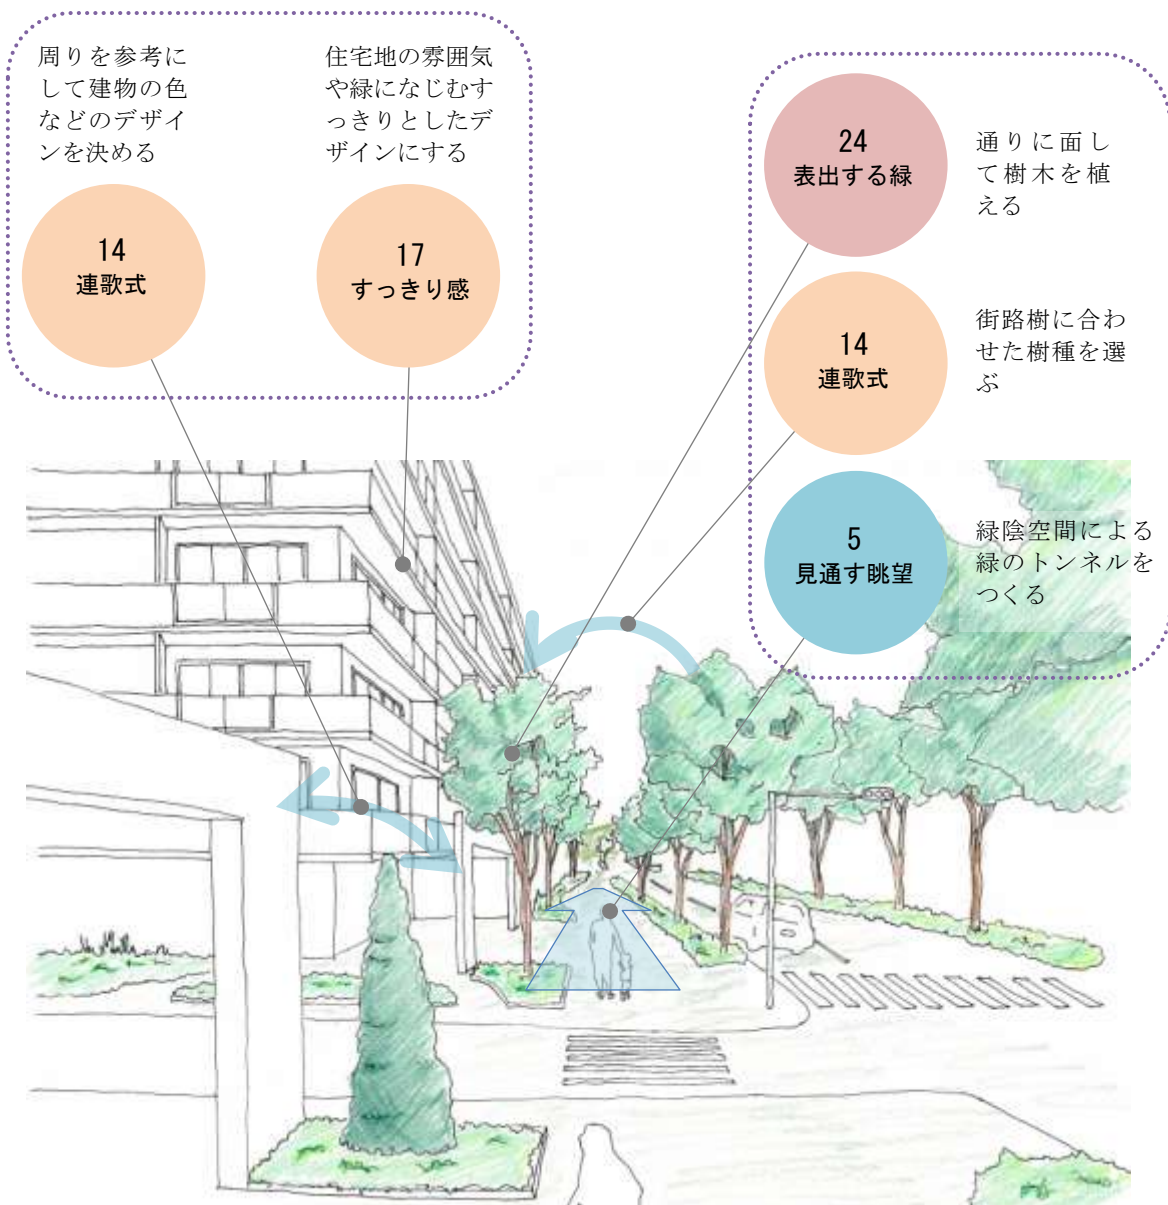 周りを参考に
して建物の色
などのデザイ
ンを決める
14
連歌式
住宅地の雰囲気
や緑になじむす
っきりとしたデ
ザインにする
17
すっきり感
24
表出する緑
通りに面し
て樹木を植
える
14
連歌式
街路樹に合わ
せた樹種を選
ぶ
5
見通す眺望
緑陰空間による
緑のトンネルを
つくる